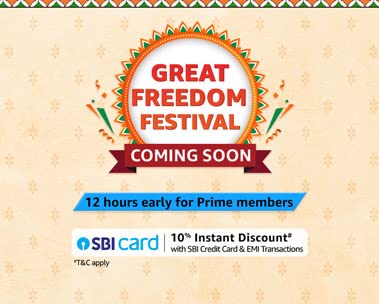 GREAT
FREEDOM
FESTIVAL
COMING SOON
12 hours early for Prime members
SBI card
10% Instant Discount#
with SBI Credit Card & EMI Transactions
#T&C apply